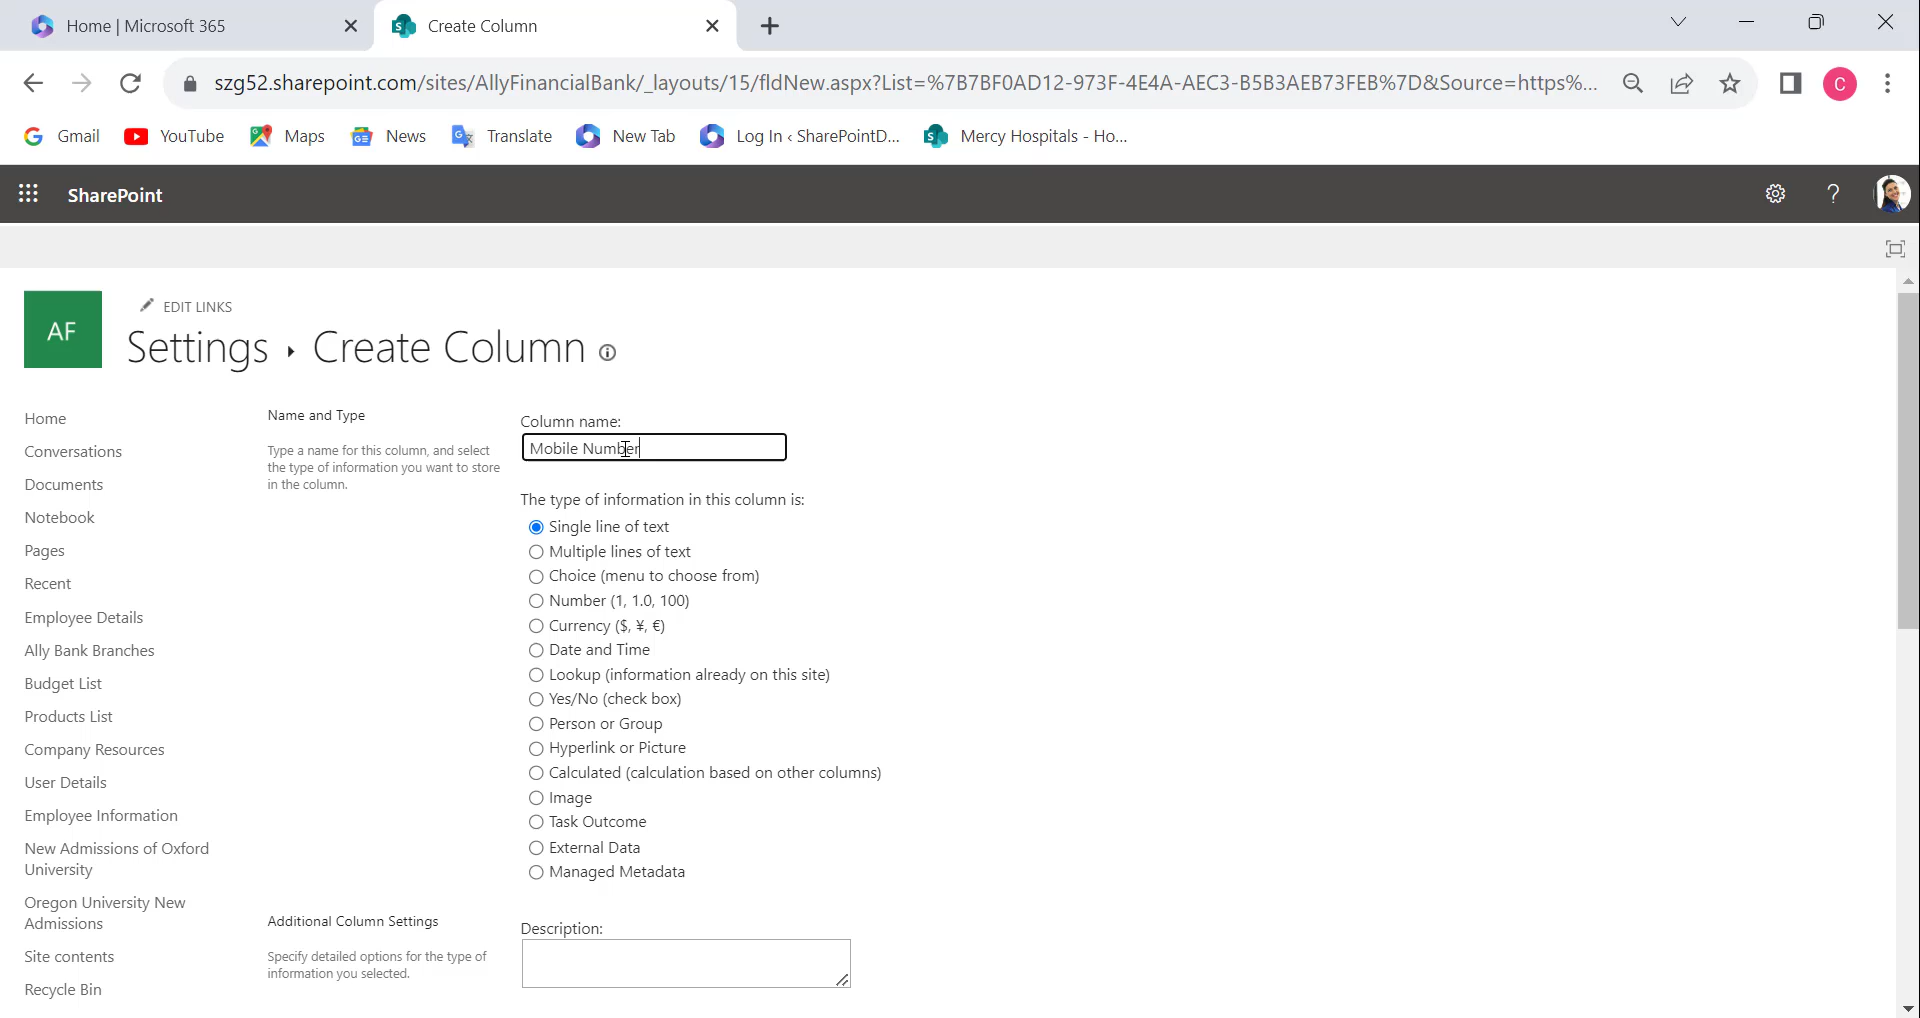 Home | Microsoft 365
Create Column
szg52.sharepoint.com/sites/AllyFinancialBank/_layouts/15/fldNew.aspx?List=%7B7BF0AD12-973F-4E4A-AEC3-B5B3AEB73FEB%7D&Source=https%...
C
Gmail
YouTube
Maps
News
Translate
New Tab
Log In ‹ SharePointD...
Mercy Hospitals - Ho...
SharePoint
?
AF
EDIT LINKS
Settings ▸ Create Column
Home
Conversations
Documents
Notebook
Pages
Recent
Employee Details
Ally Bank Branches
Budget List
Products List
Company Resources
User Details
Employee Information
New Admissions of Oxford
University
Oregon University New
Admissions
Site contents
Recycle Bin
Name and Type
Type a name for this column, and select
the type of information you want to store
in the column.
Column name:
Mobile Number
The type of information in this column is:
Single line of text
Multiple lines of text
Choice (menu to choose from)
Number (1, 1.0, 100)
Currency ($, ¥, €)
Date and Time
Lookup (information already on this site)
Yes/No (check box)
Person or Group
Hyperlink or Picture
Calculated (calculation based on other columns)
Image
Task Outcome
External Data
Managed Metadata
Additional Column Settings
Specify detailed options for the type of
information you selected.
Description: